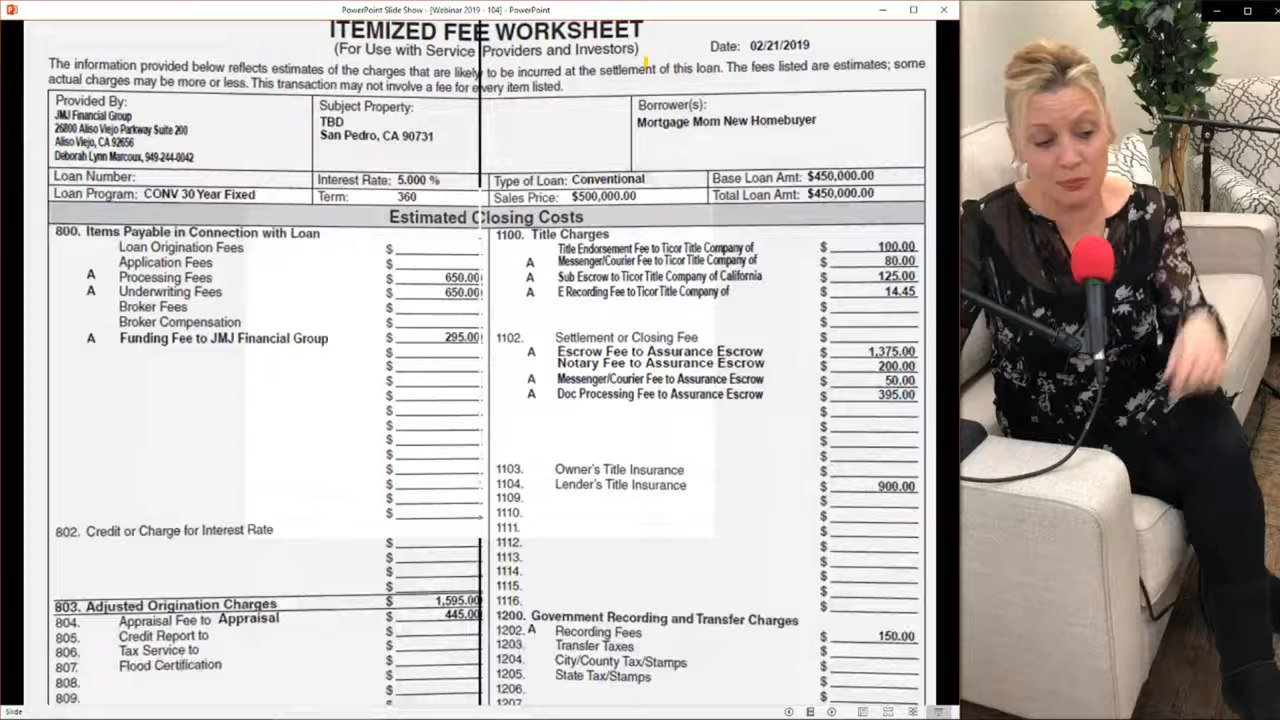 PowerPoint Slide Show - [Webinar 2019 - 104] - PowerPoint
ITEMIZED FEE WORKSHEET
(For Use with Service Providers and Investors)
Date: 02/21/2019
The information provided below reflects estimates of the charges that are likely to be incurred at the settlement of this loan. The fees listed are estimates; some
actual charges may be more or less. This transaction may not involve a fee for every item listed.
Provided By:
JMJ Financial Group
26800 Aliso Viejo Parkway Suite 200
Aliso Viejo, CA 92656
Deborah Lynn Marcoux, 949-244-0042
Subject Property:
TBD
San Pedro, CA 90731
Borrower(s):
Mortgage Mom New Homebuyer
Loan Number:
Interest Rate: 5.000 %
Type of Loan: Conventional
Base Loan Amt: $450,000.00
Loan Program: CONV 30 Year Fixed
Term: 360
Sales Price: $500,000.00
Total Loan Amt: $450,000.00
Estimated Closing Costs
800. Items Payable in Connection with Loan
Loan Origination Fees $
Application Fees $
A Processing Fees $ 650.00
A Underwriting Fees $ 650.00
Broker Fees $
Broker Compensation $
A Funding Fee to JMJ Financial Group $ 295.00
$
$
$
$
$
$
$
$
$
$
$
$
802. Credit or Charge for Interest Rate
$
$
$
$
803. Adjusted Origination Charges $ 1,595.00
804. Appraisal Fee to Appraisal $ 445.00
805. Credit Report to $
806. Tax Service to $
807. Flood Certification $
808. $
809. $
1100. Title Charges
Title Endorsement Fee to Ticor Title Company of $ 100.00
A Messenger/Courier Fee to Ticor Title Company of $ 80.00
A Sub Escrow to Ticor Title Company of California $ 125.00
A E Recording Fee to Ticor Title Company of $ 14.45
$
$
1102. Settlement or Closing Fee $
A Escrow Fee to Assurance Escrow $ 1,375.00
Notary Fee to Assurance Escrow $ 200.00
A Messenger/Courier Fee to Assurance Escrow $ 50.00
A Doc Processing Fee to Assurance Escrow $ 395.00
$
$
$
$
1103. Owner's Title Insurance $
1104. Lender's Title Insurance $ 900.00
1109. $
1110. $
1111. $
1112. $
1113. $
1114. $
1115. $
1116. $
1200. Government Recording and Transfer Charges
1202. A Recording Fees $ 150.00
1203. Transfer Taxes $
1204. City/County Tax/Stamps $
1205. State Tax/Stamps $
1206. $
1207. $
Slide